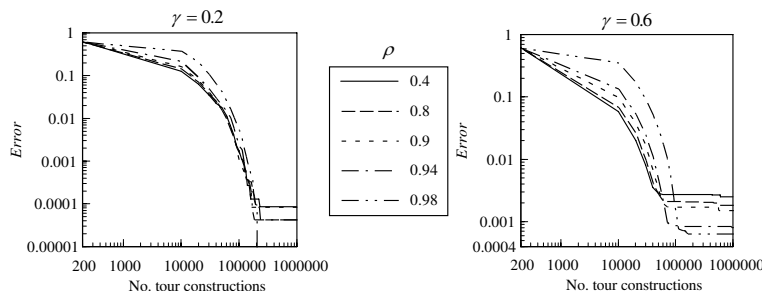 γ = 0.2
Error
1
0.1
0.01
0.001
0.0001
0.00001
200 1000 10000 100000 1000000
No. tour constructions
ρ
0.4
0.8
0.9
0.94
0.98
γ = 0.6
Error
1
0.1
0.01
0.001
0.0004
200 1000 10000 100000 1000000
No. tour constructions